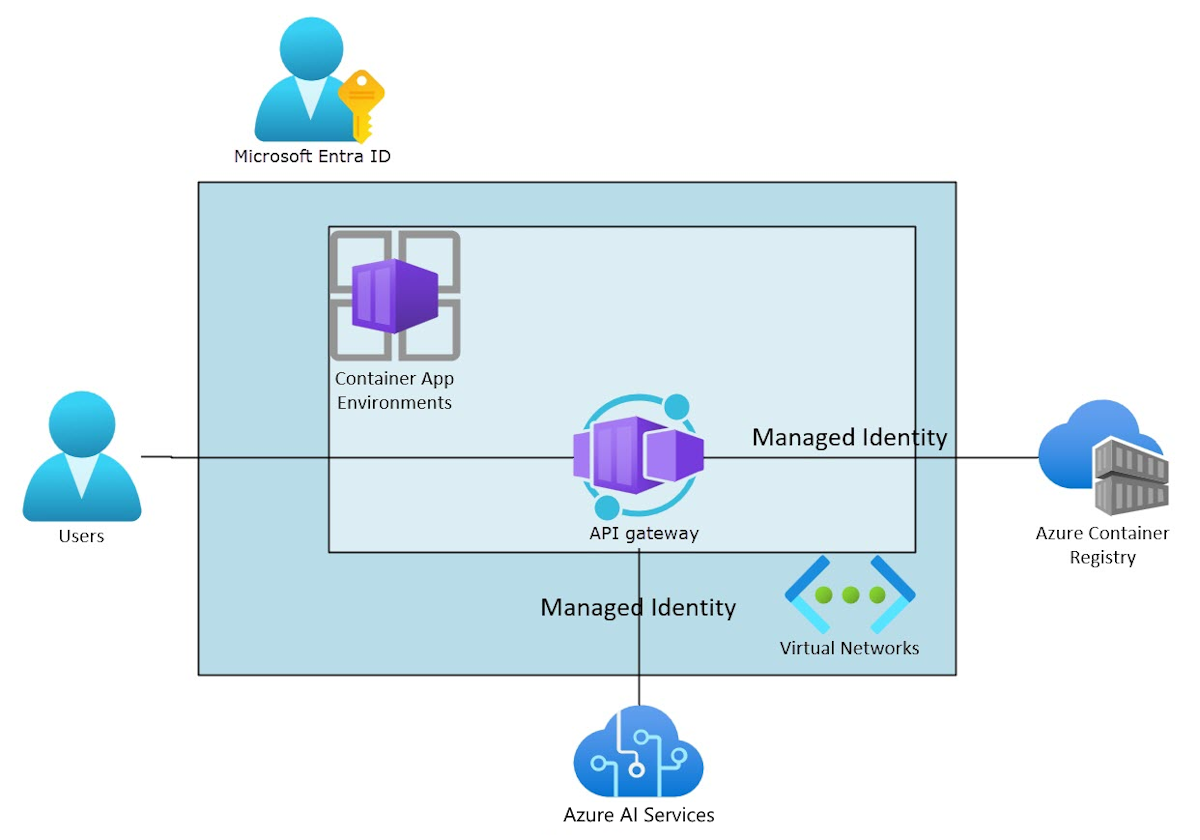 Microsoft Entra ID
Container App
Environments
Managed Identity
Users
API gateway
Azure Container
Registry
Managed Identity
Virtual Networks
Azure AI Services